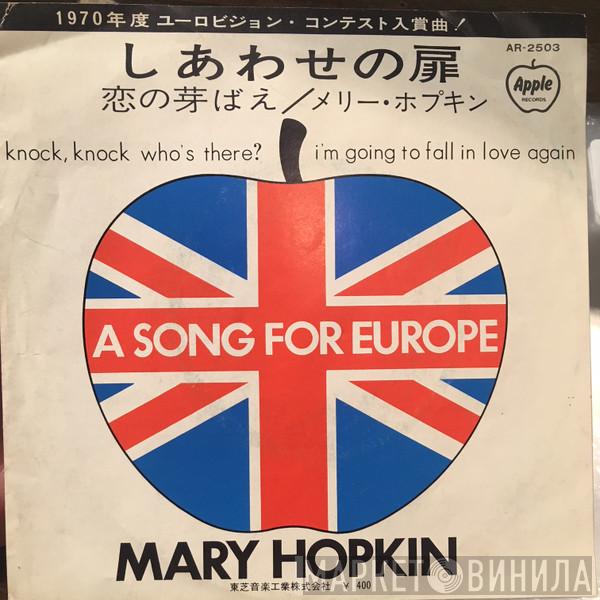 1970年度 ユーロビジョン・コンテスト入賞曲!
AR-2503
しあわせの扉
恋の芽ばえ/メリー・ホプキン
Apple
RECORDS
knock, knock who's there?
i'm going to fall in love again
A SONG FOR EUROPE
MARY HOPKIN
東芝音楽工業株式会社 ¥400
МАРКЕТ ВИНИЛА